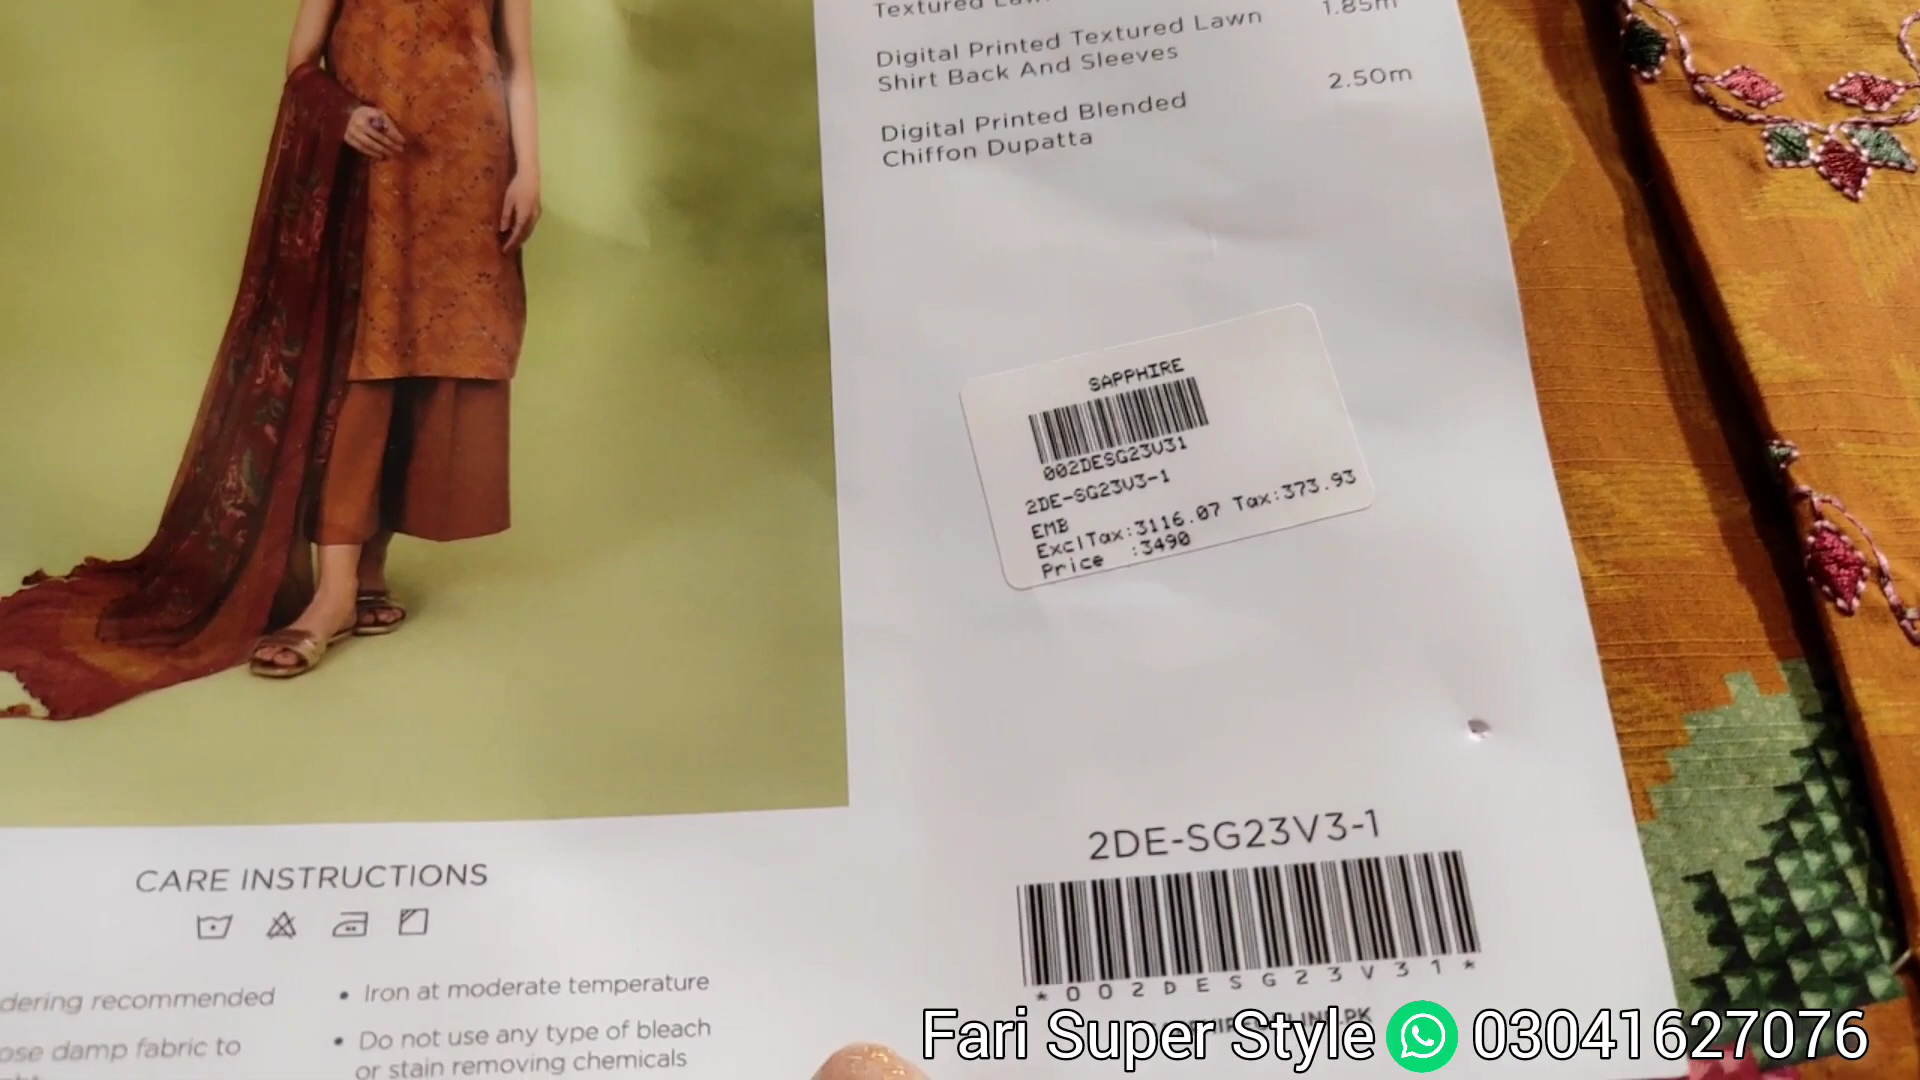 Textured
1.85m
Digital Printed Textured Lawn
Shirt Back And Sleeves
2.50m
Digital Printed Blended
Chiffon Dupatta
SAPPHIRE
002DESG23V31
2DE-SG23V3-1
EMB
ExclTax:3116.07 Tax:373.93
Price :3490
2DE-SG23V3-1
*002DESG23V31*
CARE INSTRUCTIONS
dering recommended
ose damp fabric to
• Iron at moderate temperature
• Do not use any type of bleach
or stain removing chemicals
Fari Super Style 03041627076